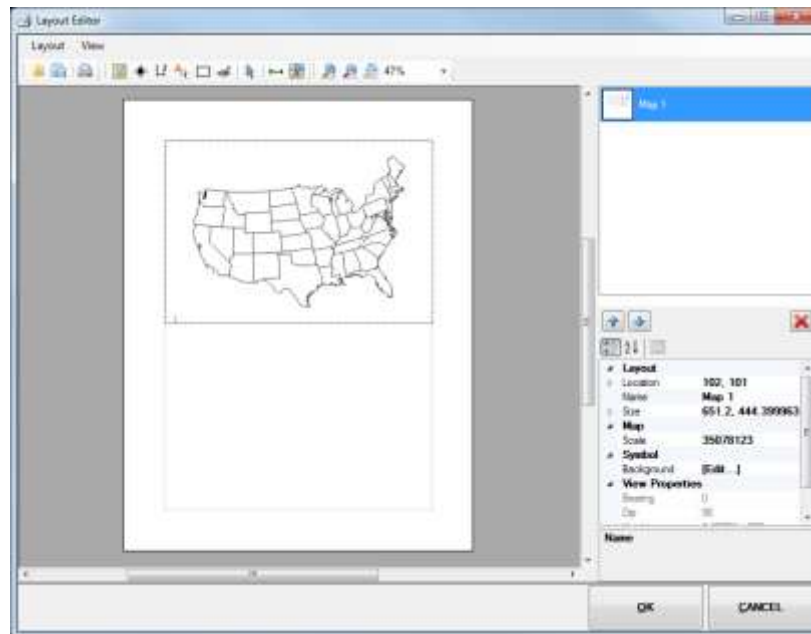 Layout Editor
Layout View
47%
Map 1
Layout
Location 102, 101
Name Map 1
Size 651.2, 444.399963
Map
Scale 35078123
Symbol
Background [Edit ...]
View Properties
Bearing 0
Name
OK CANCEL